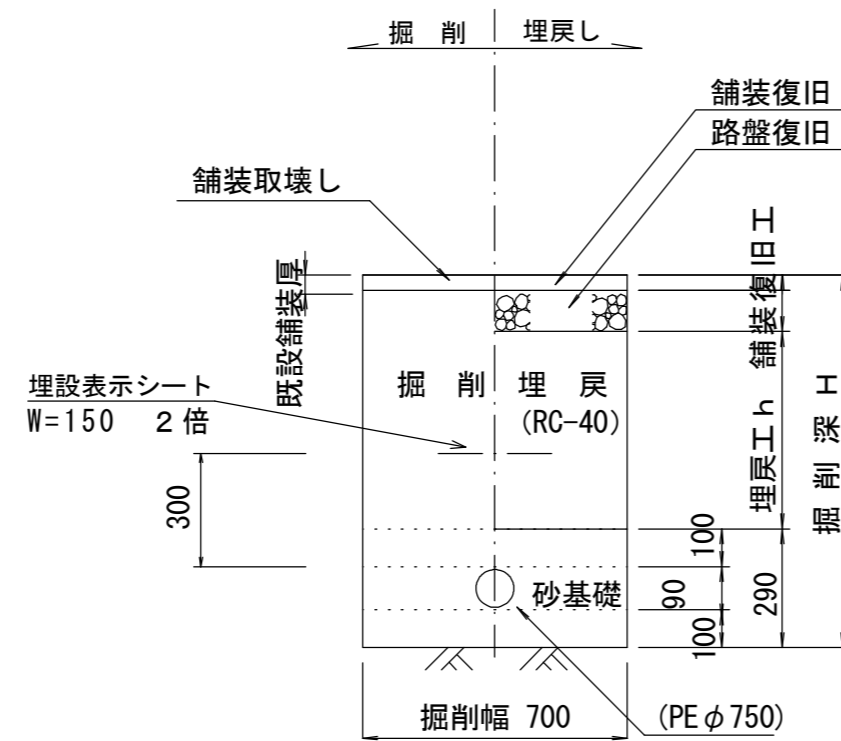 掘 削 埋戻し
舗装復旧
路盤復旧
舗装取壊し
既設舗装厚
舗装復旧工
埋設表示シート
W=150 2倍
掘 削 埋 戻
(RC-40)
埋戻工h
掘削深H
300
100
90
100
290
砂基礎
掘削幅 700
(PEφ750)